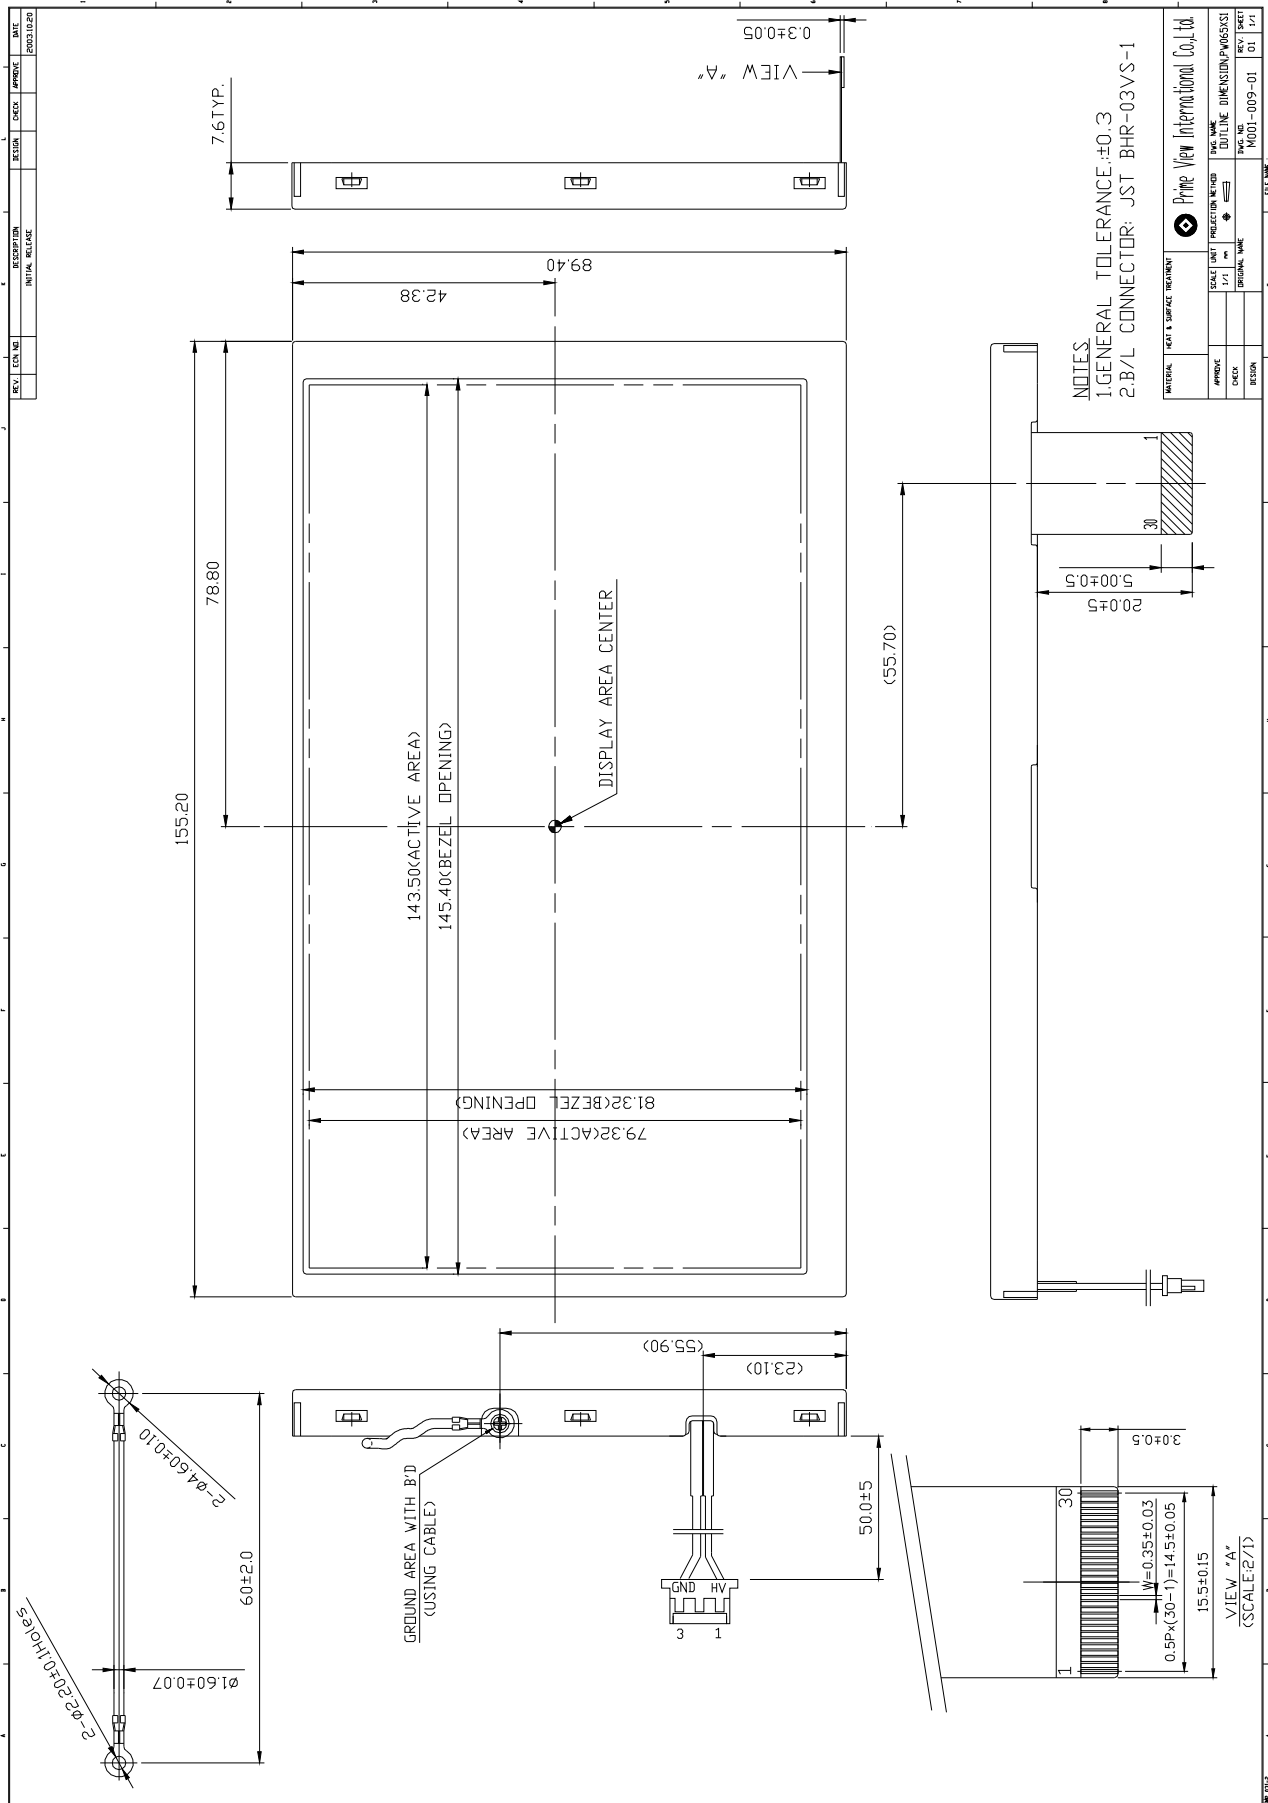 REV.
ECN NO.
DESCRIPTION
DESIGN
CHECK
APPROVE
DATE
INITIAL RELEASE
2003.10.20
7.6TYP.
0.3±0.05
VIEW "A"
89.40
42.38
155.20
78.80
143.50(ACTIVE AREA)
145.40(BEZEL OPENING)
DISPLAY AREA CENTER
81.32(BEZEL OPENING)
79.32(ACTIVE AREA)
(55.70)
1
30
5.00±0.5
20.0±5
2-ø4.60±0.10
2-ø2.20±0.1Holes
ø1.60±0.07
60±2.0
GROUND AREA WITH B'D
(USING CABLE)
(55.90)
(23.10)
50.0±5
GND HV
3 1
3.0±0.5
1
30
W=0.35±0.03
0.5Px(30-1)=14.5±0.05
15.5±0.15
VIEW "A"
(SCALE:2/1)
NOTES
1.GENERAL TOLERANCE:±0.3
2.B/L CONNECTOR: JST BHR-03VS-1
MATERIAL
HEAT & SURFACE TREATMENT
Prime View International Co.,Ltd.
APPROVE
CHECK
DESIGN
SCALE
1/1
UNIT
PROJECTION METHOD
DWG. NAME
OUTLINE DIMENSION,PW065XS1
ORIGINAL NAME
DWG. NO.
M001-009-01
REV.
01
SHEET
1/1